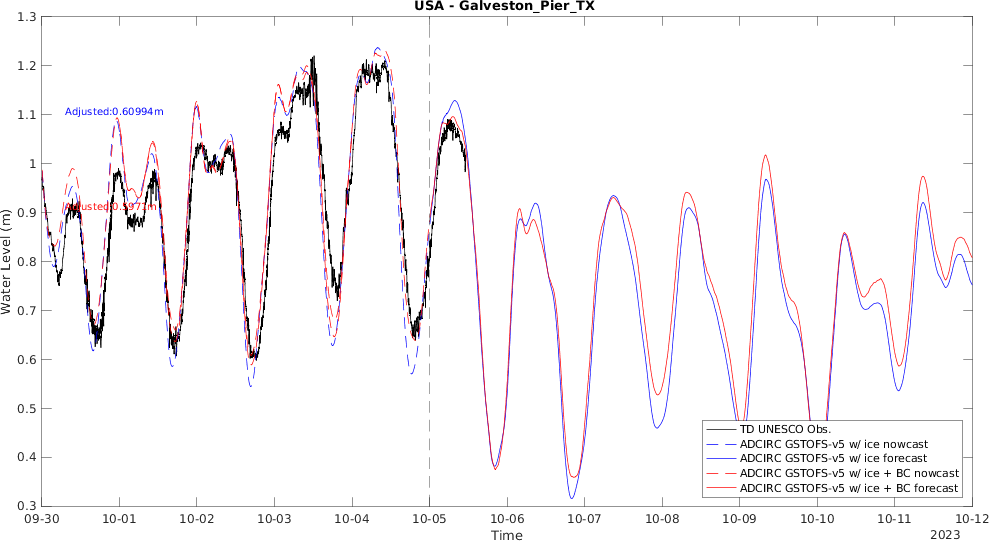 USA - Galveston_Pier_TX
1.3
1.2
1.1
1
0.9
0.8
0.7
0.6
0.5
0.4
0.3
Water Level (m)
Adjusted:0.60994m
TD UNESCO Obs.
ADCIRC GSTOFS-v5 w/ ice nowcast
ADCIRC GSTOFS-v5 w/ ice forecast
ADCIRC GSTOFS-v5 w/ ice + BC nowcast
ADCIRC GSTOFS-v5 w/ ice + BC forecast
09-30 10-01 10-02 10-03 10-04 10-05 10-06 10-07 10-08 10-09 10-10 10-11 10-12
Time
2023